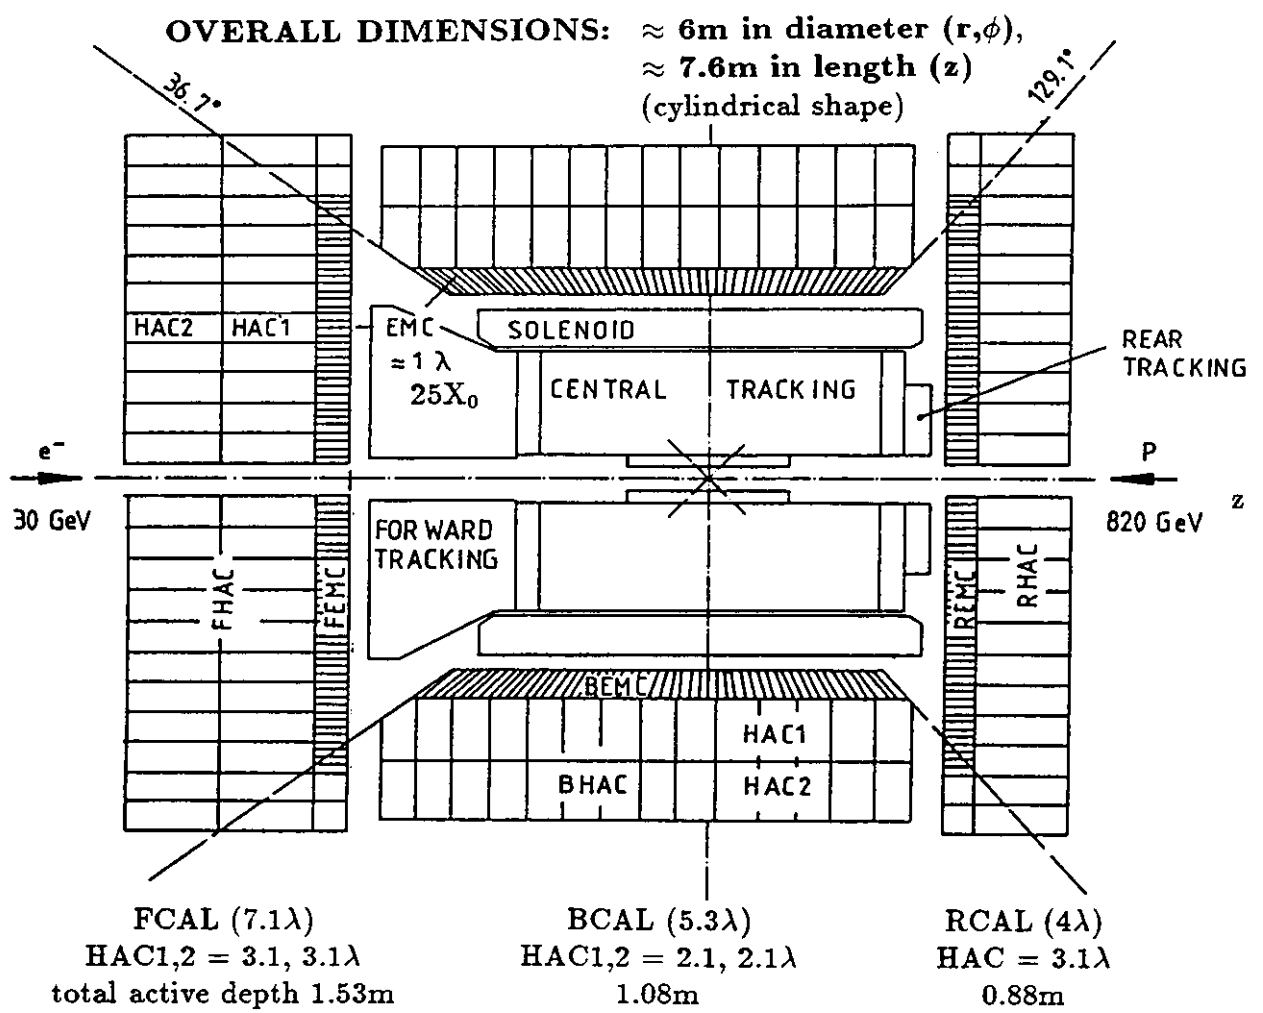 OVERALL DIMENSIONS: ≈ 6m in diameter (r,ϕ),
≈ 7.6m in length (z)
(cylindrical shape)
36.7°
129.1°
HAC2 HAC1
EMC
≈ 1 λ
25X₀
SOLENOID
CENTRAL TRACKING
REAR
TRACKING
e⁻
30 GeV
P
820 GeV
z
FORWARD
TRACKING
FHAC
FEMC
REMC
RHAC
BEMC
HAC1
BHAC
HAC2
FCAL (7.1λ)
HAC1,2 = 3.1, 3.1λ
total active depth 1.53m
BCAL (5.3λ)
HAC1,2 = 2.1, 2.1λ
1.08m
RCAL (4λ)
HAC = 3.1λ
0.88m